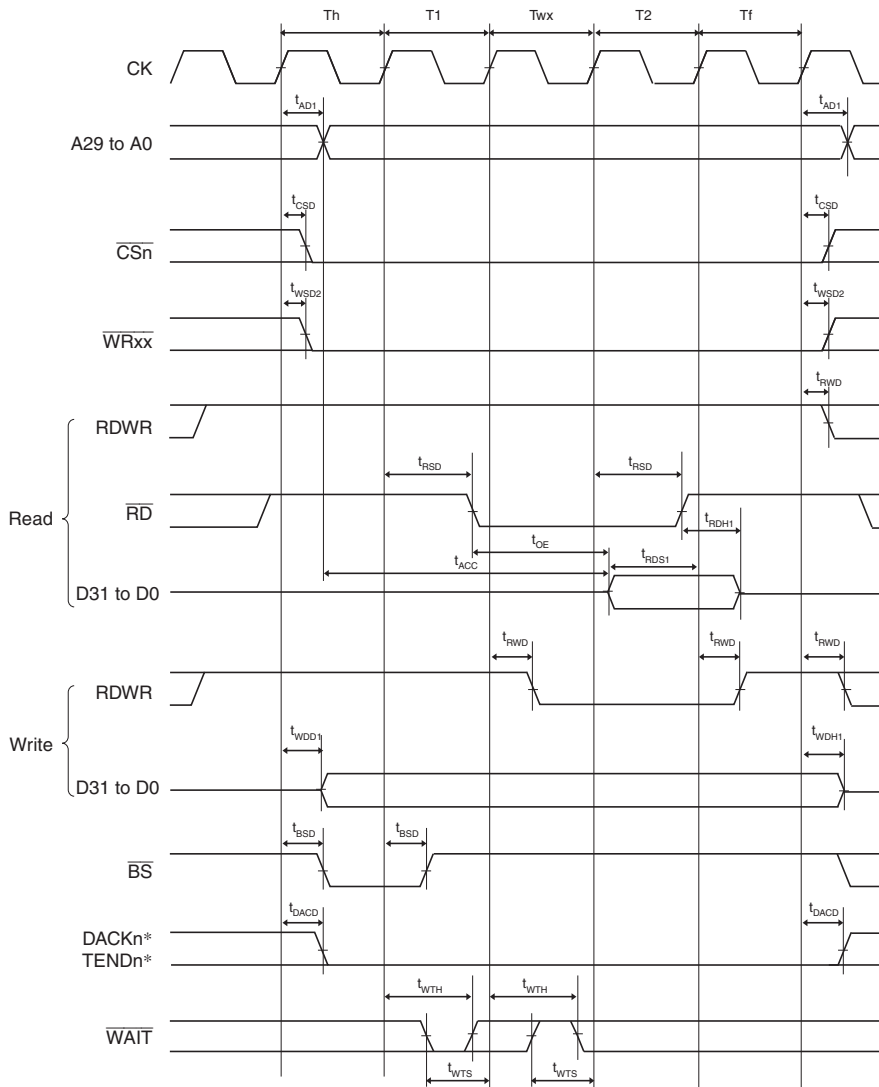 Th T1 Twx T2 Tf
CK
tAD1 tAD1
A29 to A0
tCSD tCSD
CSn
tWSD2 tWSD2
WRxx
tRWD
RDWR
tRSD tRSD
Read
RD
tRDH1
tOE
tACC tRDS1
D31 to D0
tRWD tRWD tRWD
RDWR
Write
tWDD1 tWDH1
D31 to D0
tBSD tBSD
BS
tDACD tDACD
DACKn*
TENDn*
tWTH tWTH
WAIT
tWTS tWTS